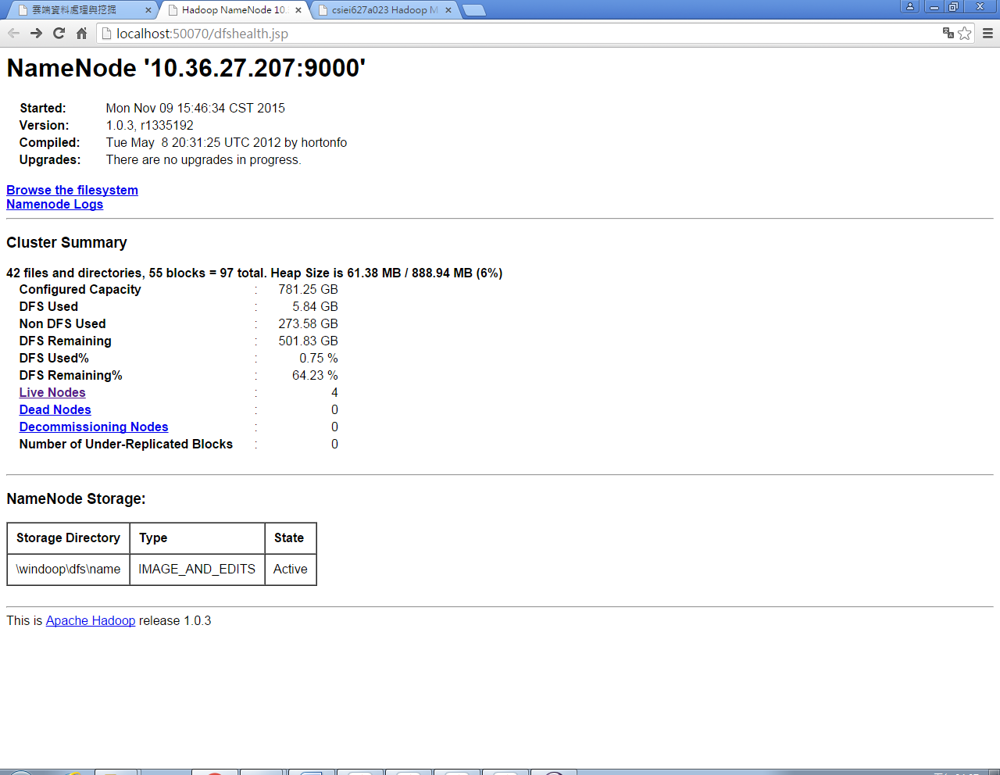 雲端資料處理與挖掘
Hadoop NameNode 10.
csiei627a023 Hadoop M
localhost:50070/dfshealth.jsp
NameNode '10.36.27.207:9000'
Started: Mon Nov 09 15:46:34 CST 2015
Version: 1.0.3, r1335192
Compiled: Tue May 8 20:31:25 UTC 2012 by hortonfo
Upgrades: There are no upgrades in progress.
Browse the filesystem
Namenode Logs
Cluster Summary
42 files and directories, 55 blocks = 97 total. Heap Size is 61.38 MB / 888.94 MB (6%)
Configured Capacity : 781.25 GB
DFS Used : 5.84 GB
Non DFS Used : 273.58 GB
DFS Remaining : 501.83 GB
DFS Used% : 0.75 %
DFS Remaining% : 64.23 %
Live Nodes : 4
Dead Nodes : 0
Decommissioning Nodes : 0
Number of Under-Replicated Blocks : 0
NameNode Storage:
Storage Directory Type State
\windoop\dfs\name IMAGE_AND_EDITS Active
This is Apache Hadoop release 1.0.3